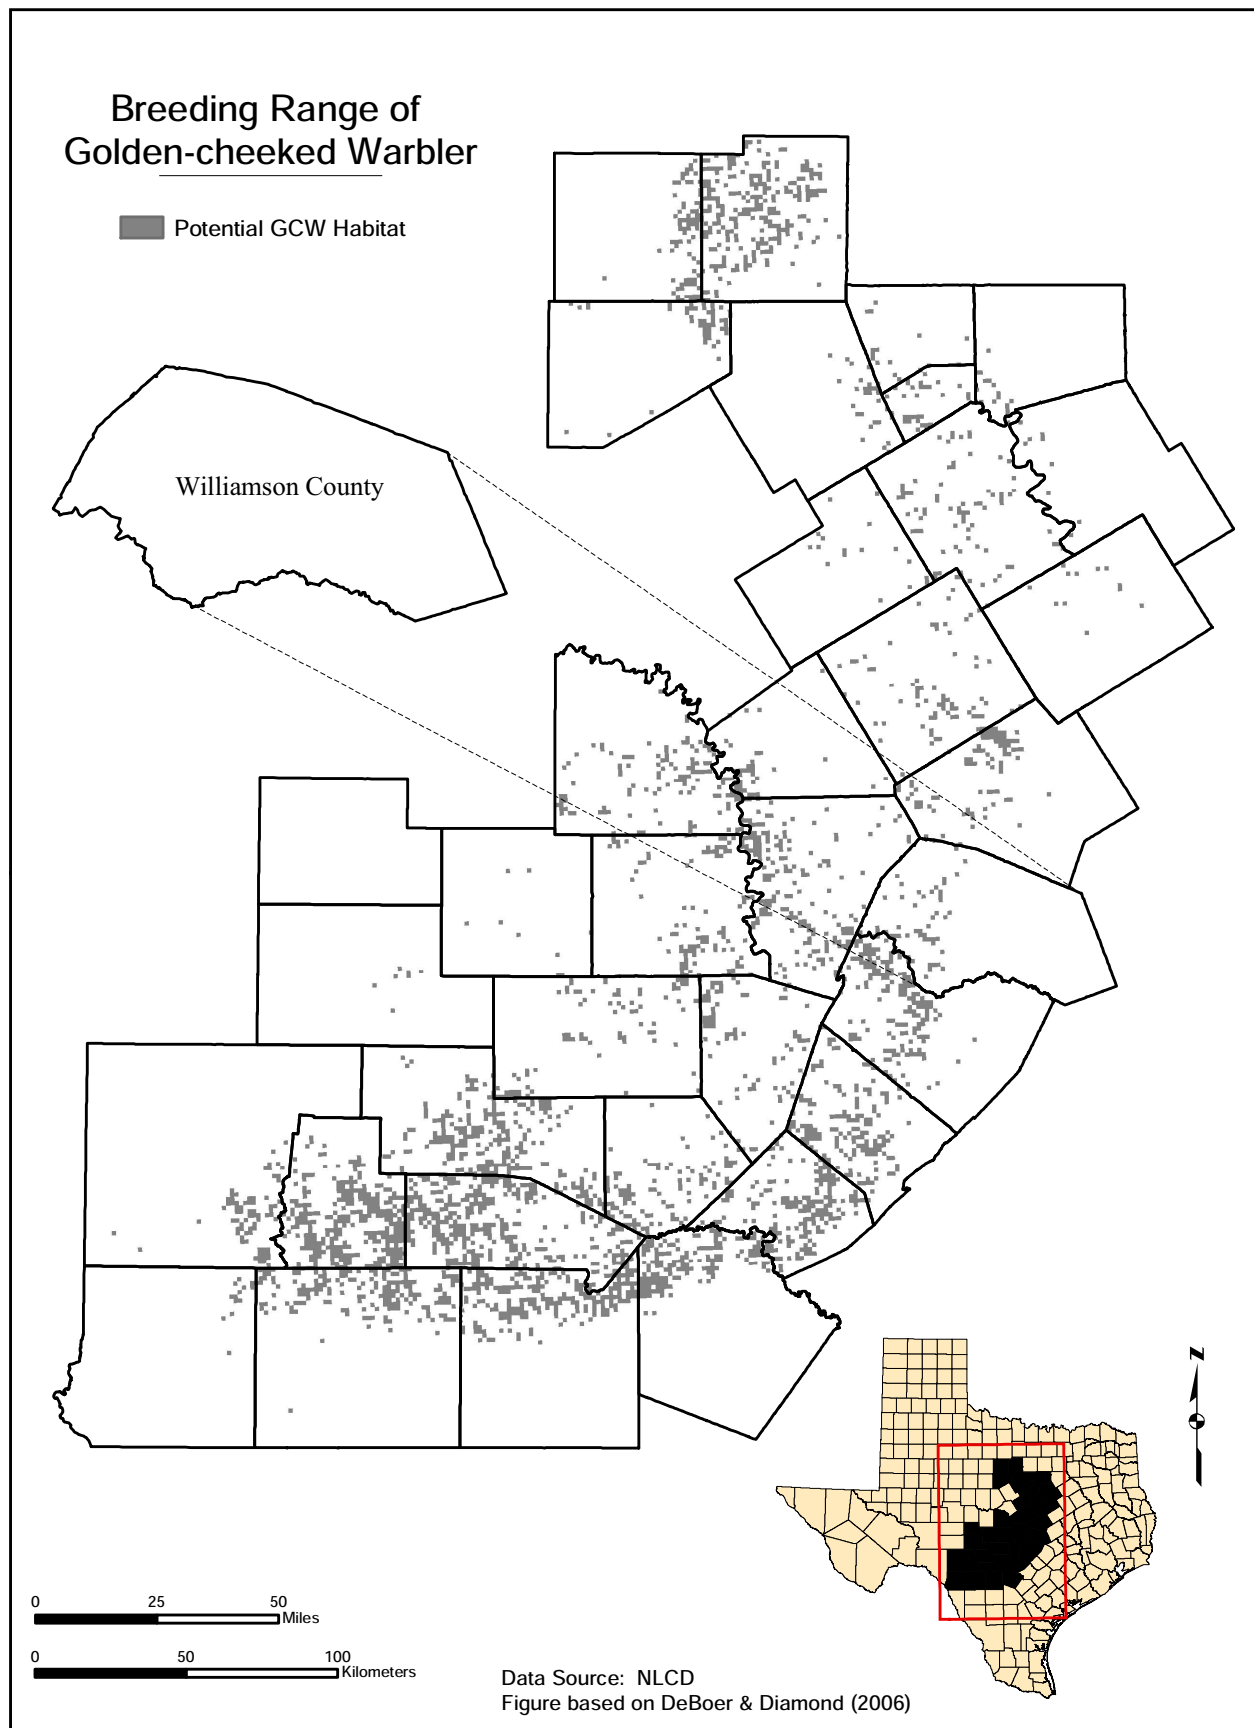 Breeding Range of
Golden-cheeked Warbler
Potential GCW Habitat
Williamson County
N
0 25 50
Miles
0 50 100
Kilometers
Data Source: NLCD
Figure based on DeBoer & Diamond (2006)